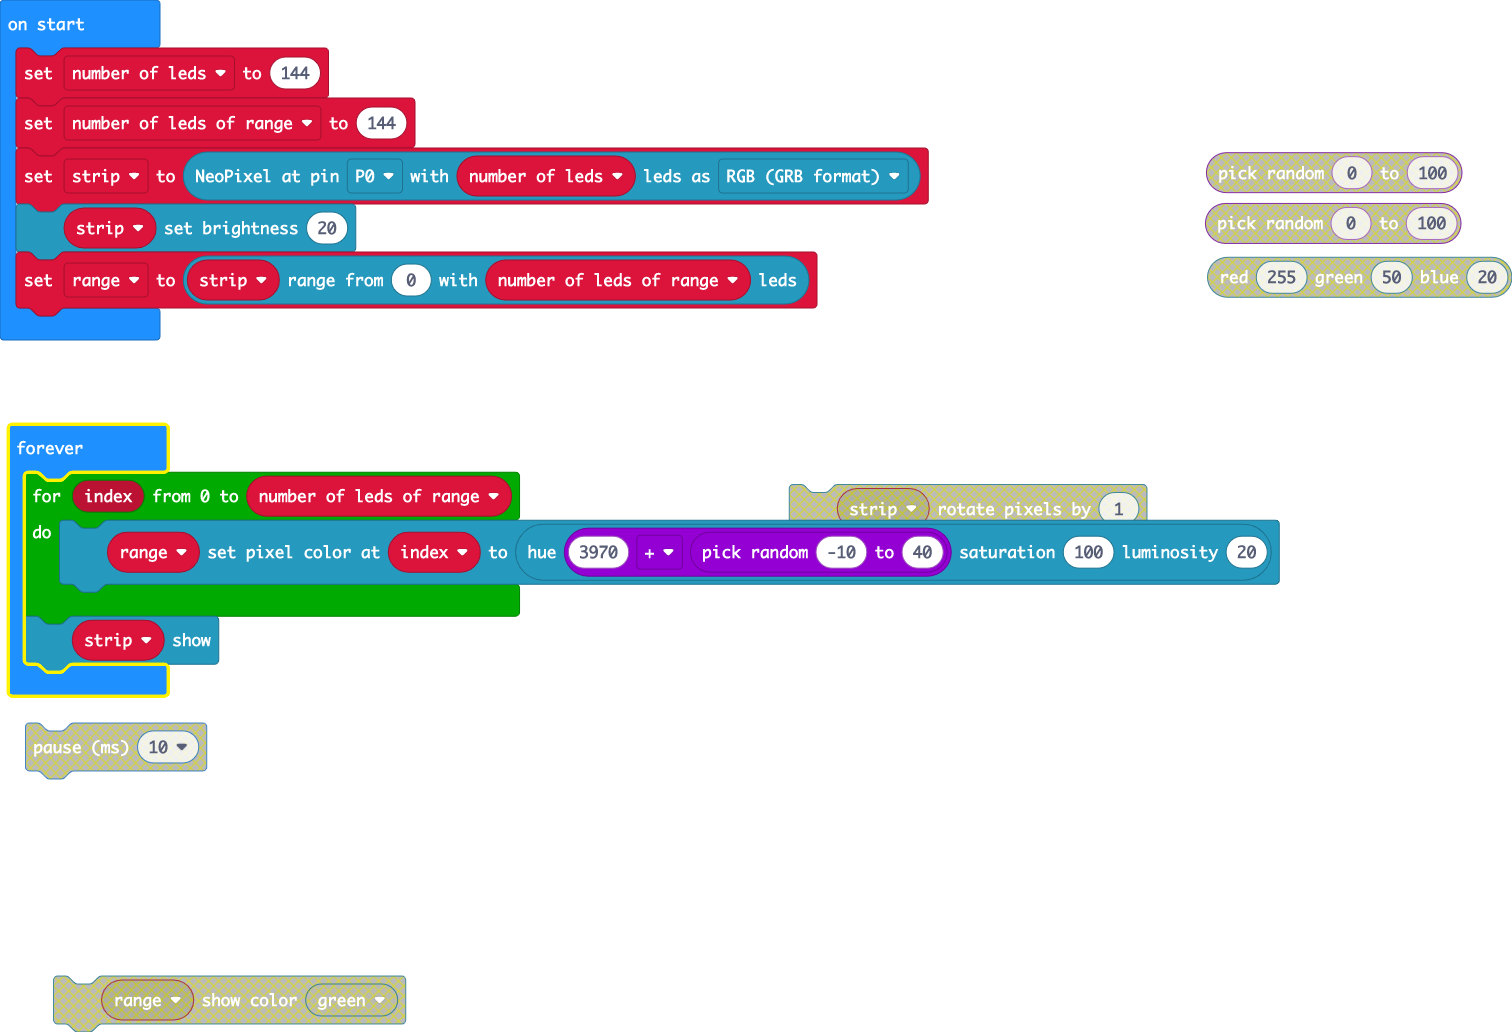 on start
set number of leds to 144
set number of leds of range to 144
set strip to NeoPixel at pin P0 with number of leds leds as RGB (GRB format)
strip set brightness 20
set range to strip range from 0 with number of leds of range leds
pick random 0 to 100
pick random 0 to 100
red 255 green 50 blue 20
forever
for index from 0 to number of leds of range
do
strip rotate pixels by 1
range set pixel color at index to hue 3970 + pick random -10 to 40 saturation 100 luminosity 20
strip show
pause (ms) 10
range show color green